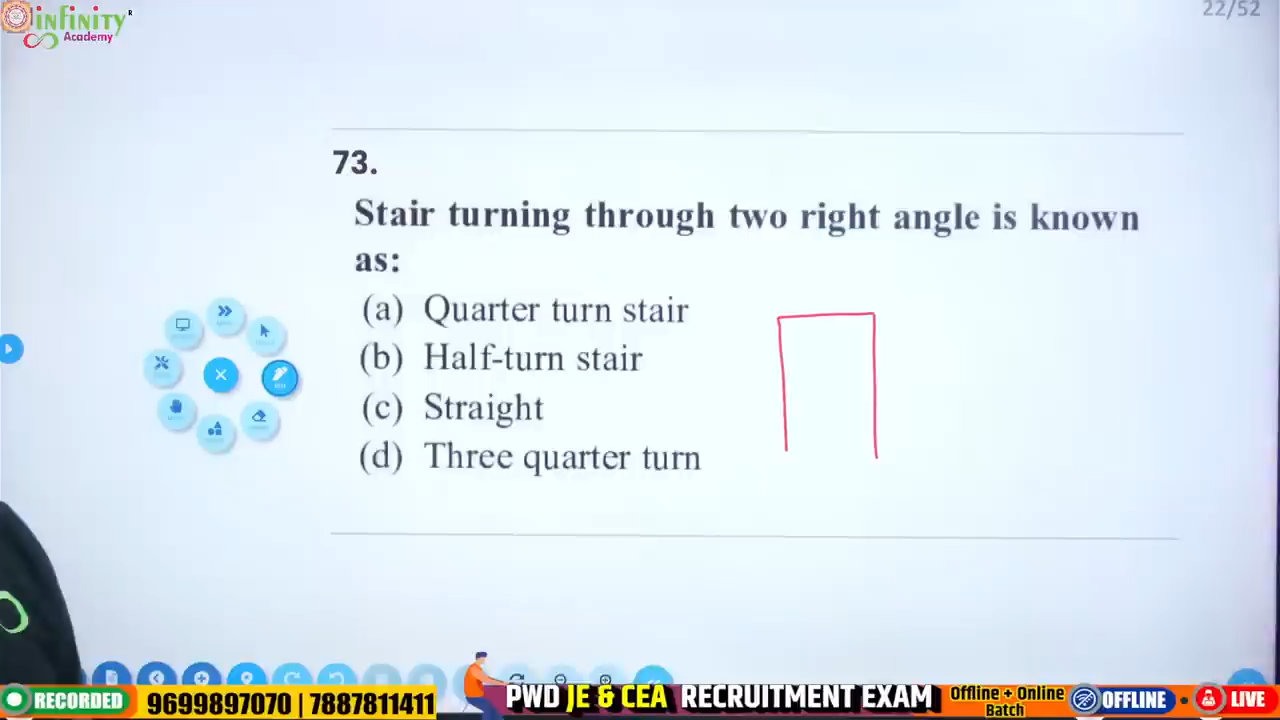 infinity
Academy
22/52
73.
Stair turning through two right angle is known
as:
(a) Quarter turn stair
(b) Half-turn stair
(c) Straight
(d) Three quarter turn
RECORDED
9699897070 | 7887811411
PWD JE & CEA RECRUITMENT EXAM
Offline + Online
Batch
OFFLINE
LIVE